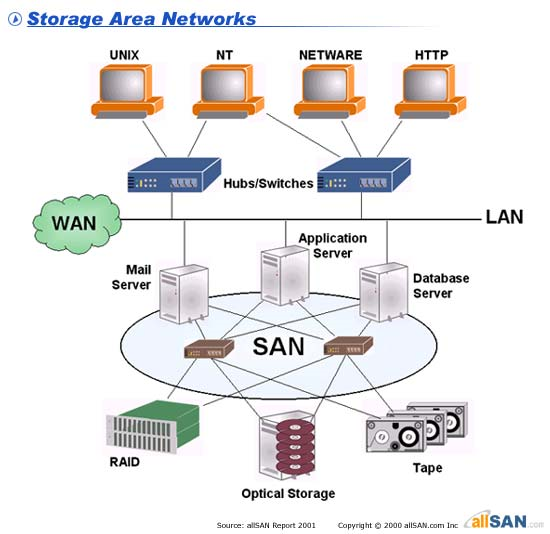 Storage Area Networks
UNIX
NT
NETWARE
HTTP
Hubs/Switches
WAN
LAN
Application
Server
Mail
Server
Database
Server
SAN
RAID
Tape
Optical Storage
Source: allSAN Report 2001
Copyright © 2000 allSAN.com Inc
allSAN.com